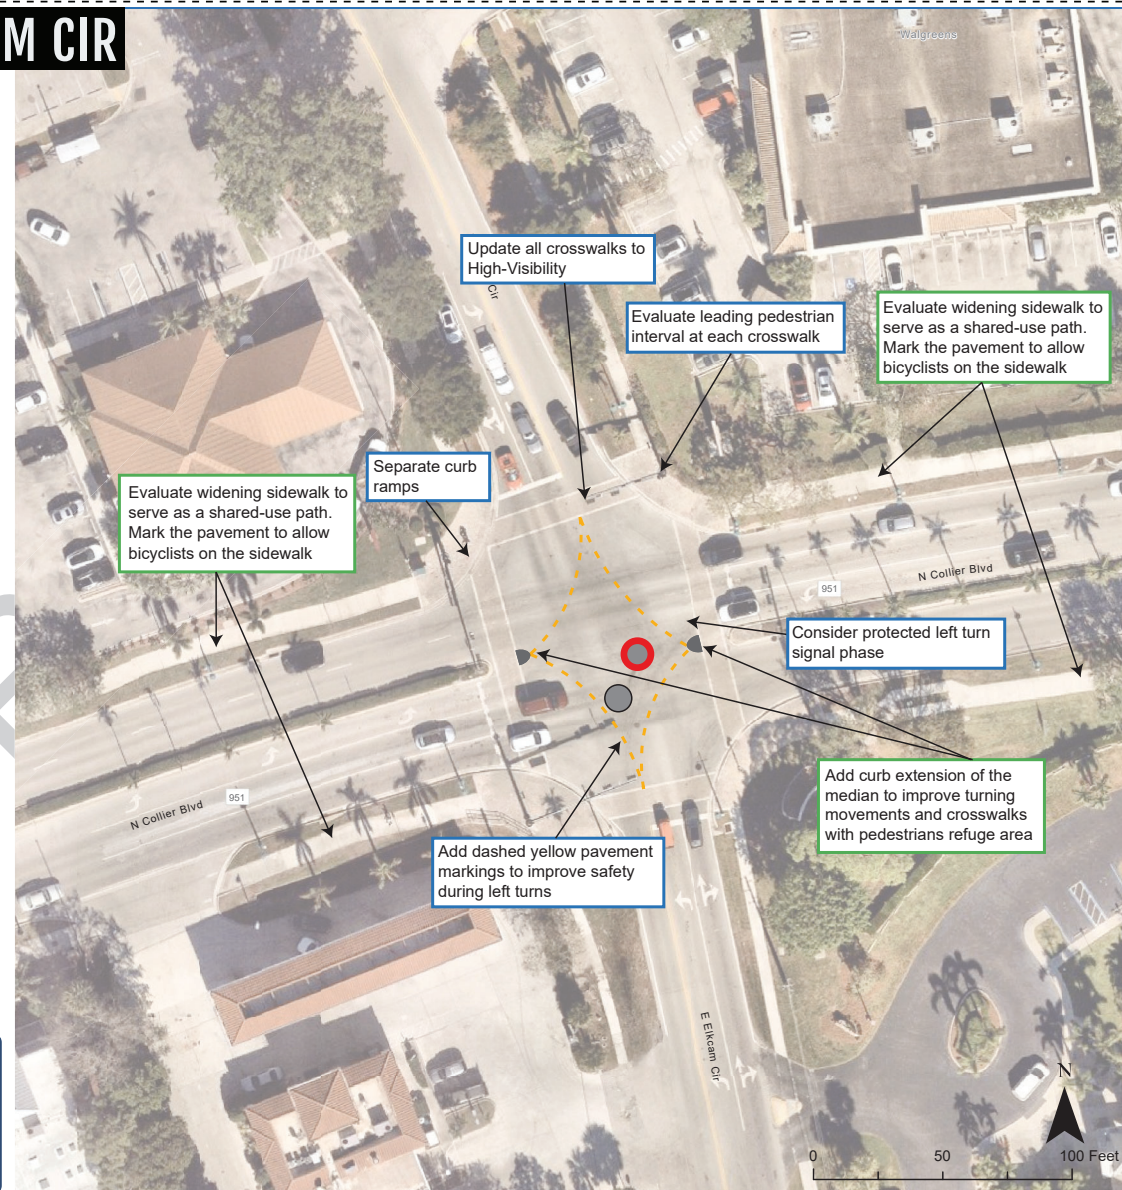 M CIR
Walgreens
Update all crosswalks to
High-Visibility
Cir
Evaluate leading pedestrian
interval at each crosswalk
Evaluate widening sidewalk to
serve as a shared-use path.
Mark the pavement to allow
bicyclists on the sidewalk
Separate curb
ramps
Evaluate widening sidewalk to
serve as a shared-use path.
Mark the pavement to allow
bicyclists on the sidewalk
N Collier Blvd
951
Consider protected left turn
signal phase
Add curb extension of the
median to improve turning
movements and crosswalks
with pedestrians refuge area
951
N Collier Blvd
Add dashed yellow pavement
markings to improve safety
during left turns
E Elkcam Cir
N
0 50 100 Feet